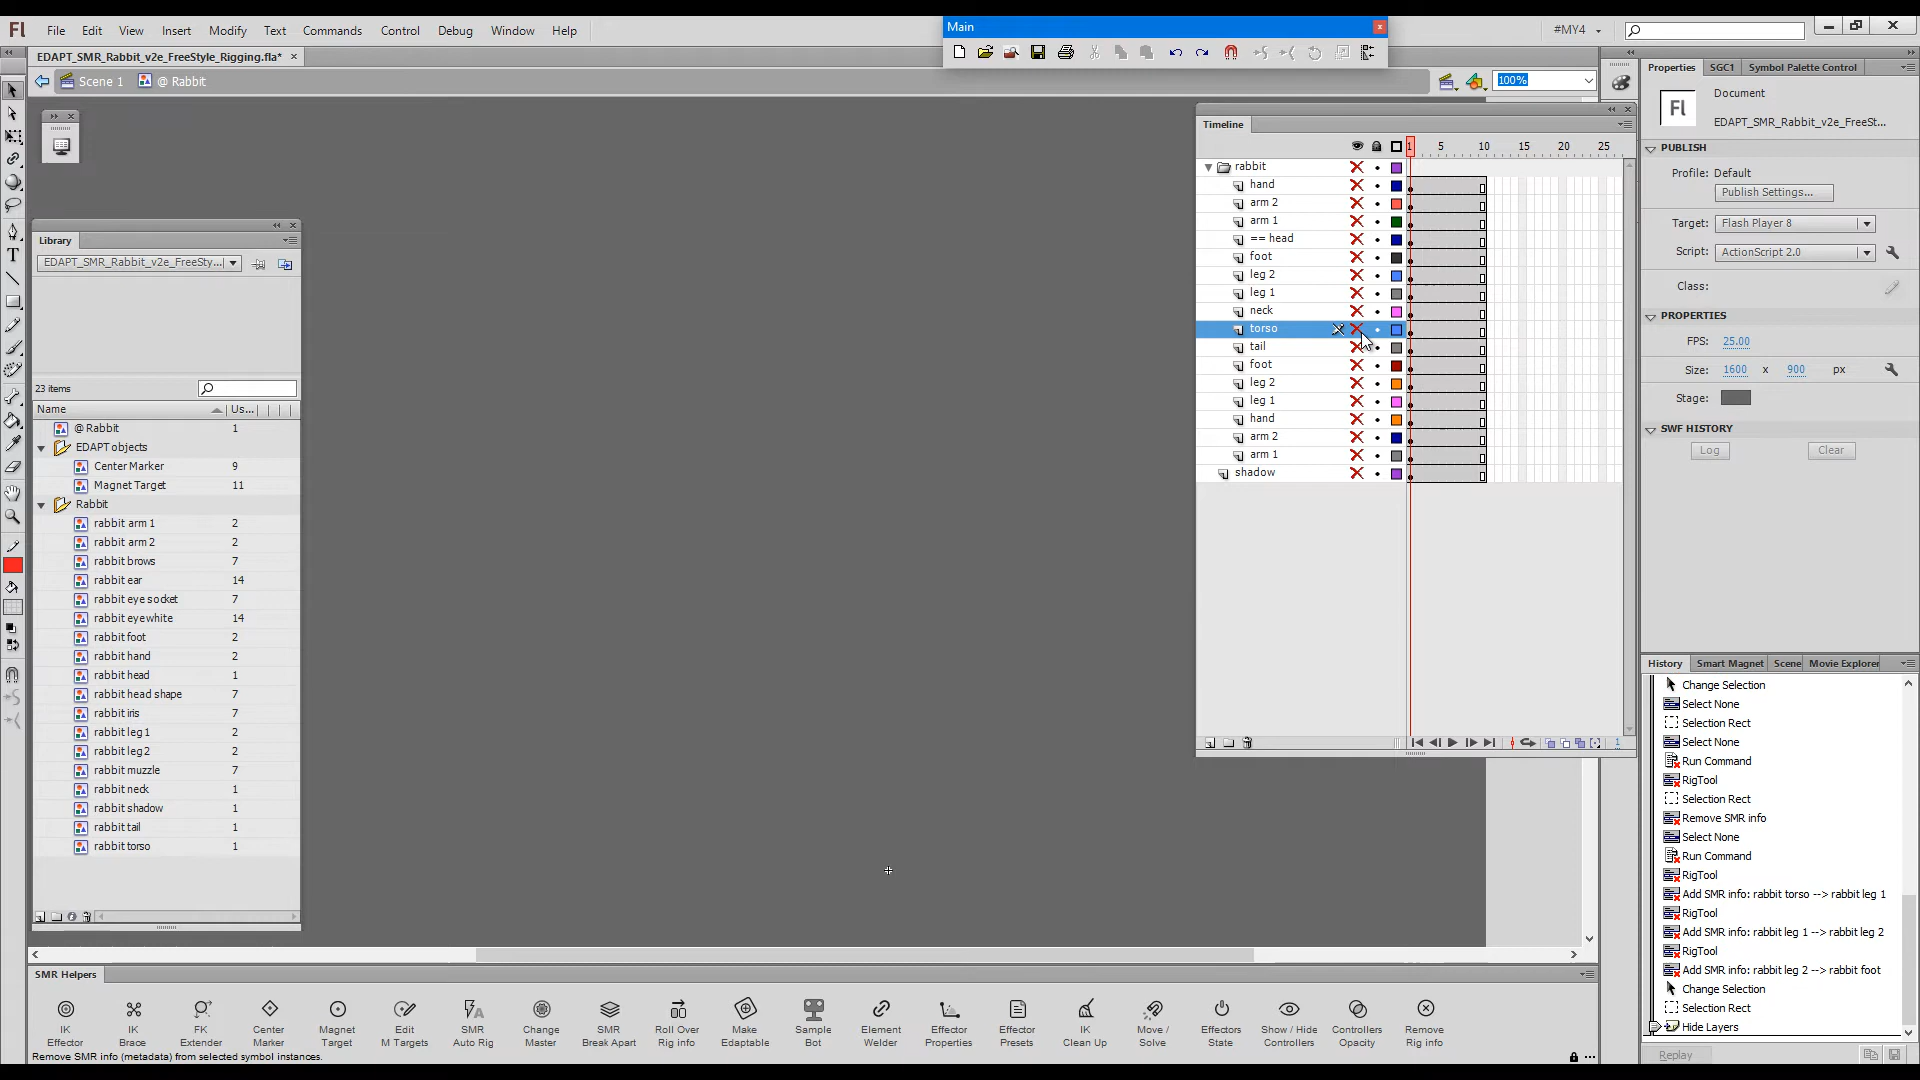 Fl File Edit View Insert Modify Text Commands Control Debug Window Help
Main
#MY4
EDAPT_SMR_Rabbit_v2e_FreeStyle_Rigging.fla* ×
Scene 1 @ Rabbit
100%
Timeline
1 5 10 15 20 25
rabbit
hand
arm 2
arm 1
== head
foot
leg 2
leg 1
neck
torso
tail
foot
leg 2
leg 1
hand
arm 2
arm 1
shadow
1
Library
EDAPT_SMR_Rabbit_v2e_FreeSty...
23 items
Name Us...
@ Rabbit 1
EDAPT objects
Center Marker 9
Magnet Target 11
Rabbit
rabbit arm 1 2
rabbit arm 2 2
rabbit brows 7
rabbit ear 14
rabbit eye socket 7
rabbit eyewhite 14
rabbit foot 2
rabbit hand 2
rabbit head 1
rabbit head shape 7
rabbit iris 7
rabbit leg 1 2
rabbit leg 2 2
rabbit muzzle 7
rabbit neck 1
rabbit shadow 1
rabbit tail 1
rabbit torso 1
Properties SGC1 Symbol Palette Control
Fl Document
EDAPT_SMR_Rabbit_v2e_FreeSt...
PUBLISH
Profile: Default
Publish Settings...
Target: Flash Player 8
Script: ActionScript 2.0
Class:
PROPERTIES
FPS: 25.00
Size: 1600 x 900 px
Stage:
SWF HISTORY
Log Clear
History Smart Magnet Scene Movie Explorer
Change Selection
Select None
Selection Rect
Select None
Run Command
RigTool
Selection Rect
Remove SMR info
Select None
Run Command
RigTool
Add SMR info: rabbit torso --> rabbit leg 1
RigTool
Add SMR info: rabbit leg 1 --> rabbit leg 2
RigTool
Add SMR info: rabbit leg 2 --> rabbit foot
Change Selection
Selection Rect
Hide Layers
Replay
SMR Helpers
IK Effector
IK Brace
FK Extender
Center Marker
Magnet Target
Edit M Targets
SMR Auto Rig
Change Master
SMR Break Apart
Roll Over Rig info
Make Adaptable
Sample Bot
Element Welder
Effector Properties
Effector Presets
IK Clean Up
Move / Solve
Effectors State
Show / Hide Controllers
Controllers Opacity
Remove Rig info
Remove SMR info (metadata) from selected symbol instances.